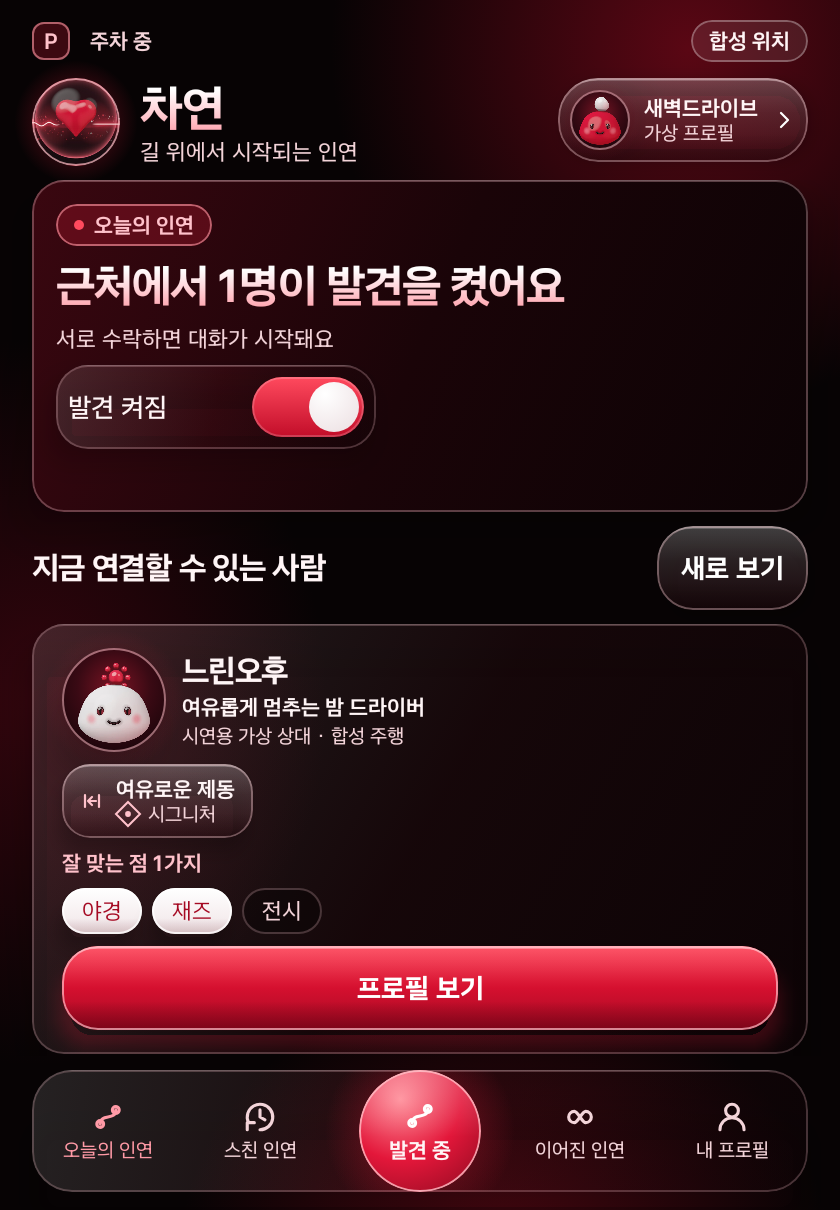 P 주차 중
합성 위치
차연
길 위에서 시작되는 인연
새벽드라이브
가상 프로필
오늘의 인연
근처에서 1명이 발견을 켰어요
서로 수락하면 대화가 시작돼요
발견 켜짐
지금 연결할 수 있는 사람
새로 보기
느린오후
여유롭게 멈추는 밤 드라이버
시연용 가상 상대 · 합성 주행
여유로운 제동
시그니처
잘 맞는 점 1가지
야경 재즈 전시
프로필 보기
오늘의 인연 스친 인연 발견 중 이어진 인연 내 프로필